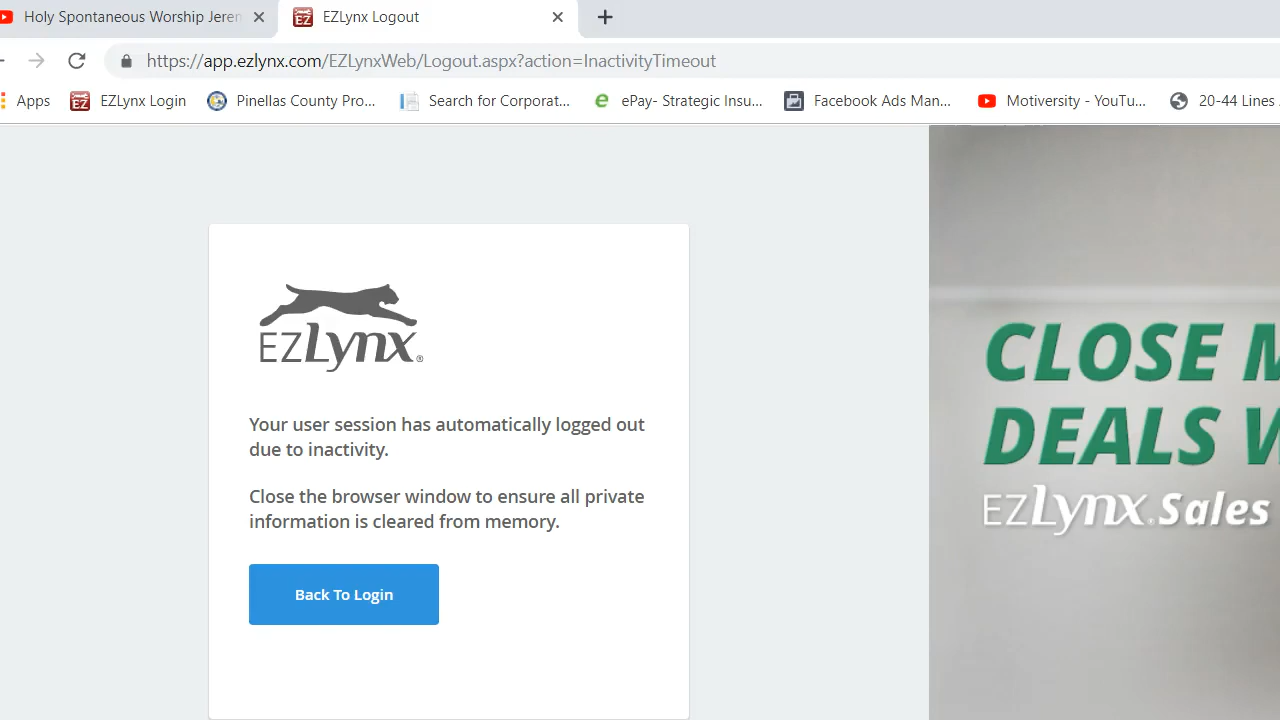 Holy Spontaneous Worship Jerem
EZLynx Logout
https://app.ezlynx.com/EZLynxWeb/Logout.aspx?action=InactivityTimeout
Apps
EZLynx Login
Pinellas County Pro...
Search for Corporat...
ePay- Strategic Insu...
Facebook Ads Man...
Motiversity - YouTu...
20-44 Lines
EZLynx®
Your user session has automatically logged out
due to inactivity.
Close the browser window to ensure all private
information is cleared from memory.
Back To Login
CLOSE M
DEALS W
EZLynx® Sales